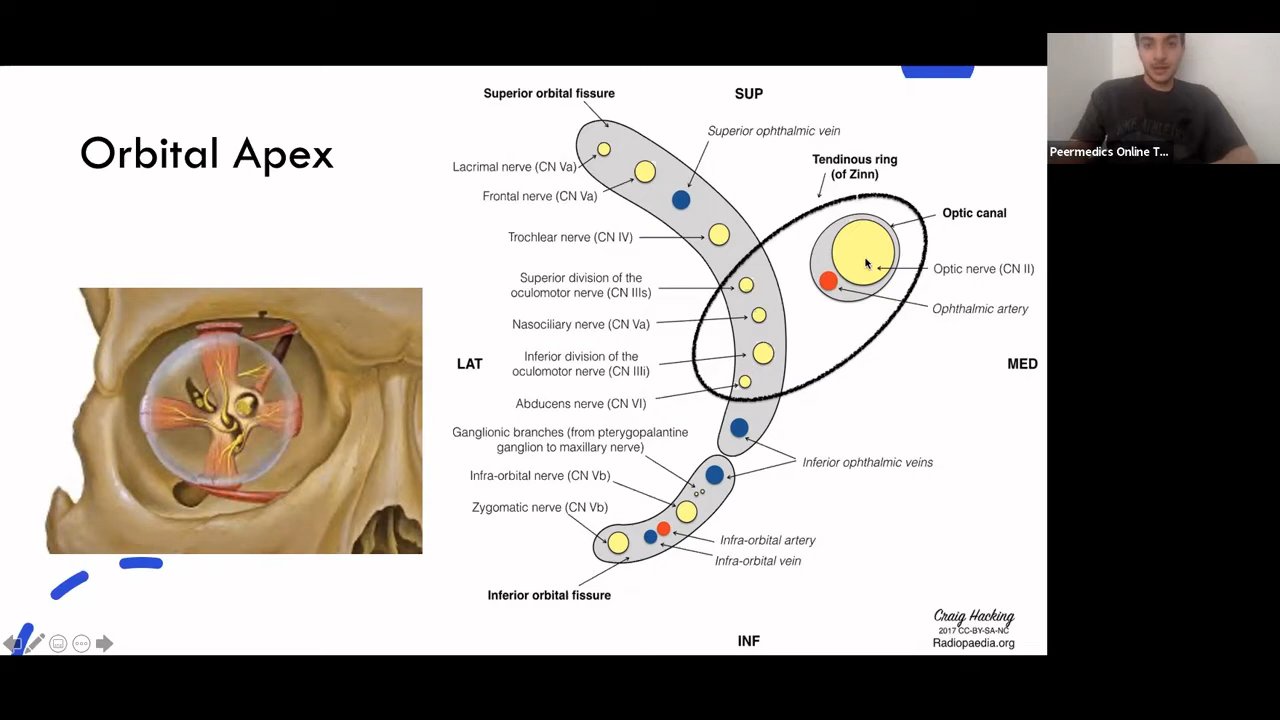 Orbital Apex
Superior orbital fissure
SUP
Superior ophthalmic vein
Lacrimal nerve (CN Va)
Tendinous ring
(of Zinn)
Frontal nerve (CN Va)
Optic canal
Trochlear nerve (CN IV)
Optic nerve (CN II)
Superior division of the
oculomotor nerve (CN IIIs)
Ophthalmic artery
Nasociliary nerve (CN Va)
LAT
MED
Inferior division of the
oculomotor nerve (CN IIIi)
Abducens nerve (CN VI)
Ganglionic branches (from pterygopalantine
ganglion to maxillary nerve)
Inferior ophthalmic veins
Infra-orbital nerve (CN Vb)
Zygomatic nerve (CN Vb)
Infra-orbital artery
Infra-orbital vein
Inferior orbital fissure
INF
Craig Hacking
2017 CC-BY-SA-NC
Radiopaedia.org
Peermedics Online T...